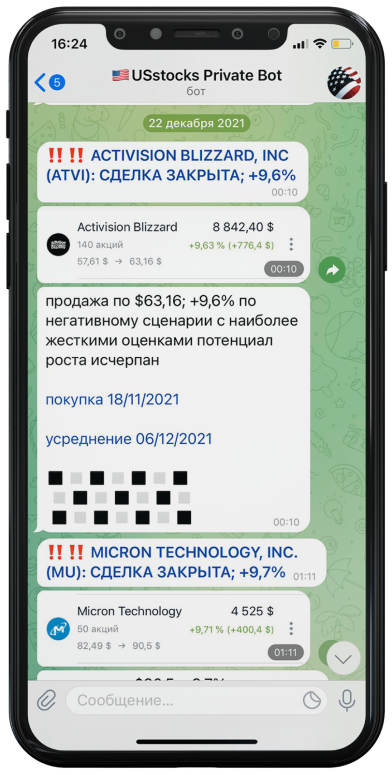 16:24
5
USstocks Private Bot
бот
22 декабря 2021
‼️ ‼️ ACTIVISION BLIZZARD, INC
(ATVI): СДЕЛКА ЗАКРЫТА; +9,6%
00:10
Activision Blizzard 8 842,40 $
140 акций +9,63 % (+776,4 $)
57,61 $ → 63,16 $
00:10
продажа по $63,16; +9,6% по
негативному сценарии с наиболее
жесткими оценками потенциал
роста исчерпан
покупка 18/11/2021
усреднение 06/12/2021
00:10
‼️ ‼️ MICRON TECHNOLOGY, INC.
(MU): СДЕЛКА ЗАКРЫТА; +9,7% 01:11
Micron Technology 4 525 $
50 акций +9,71 % (+400,4 $)
82,49 $ → 90,5 $
01:11
Сообщение...